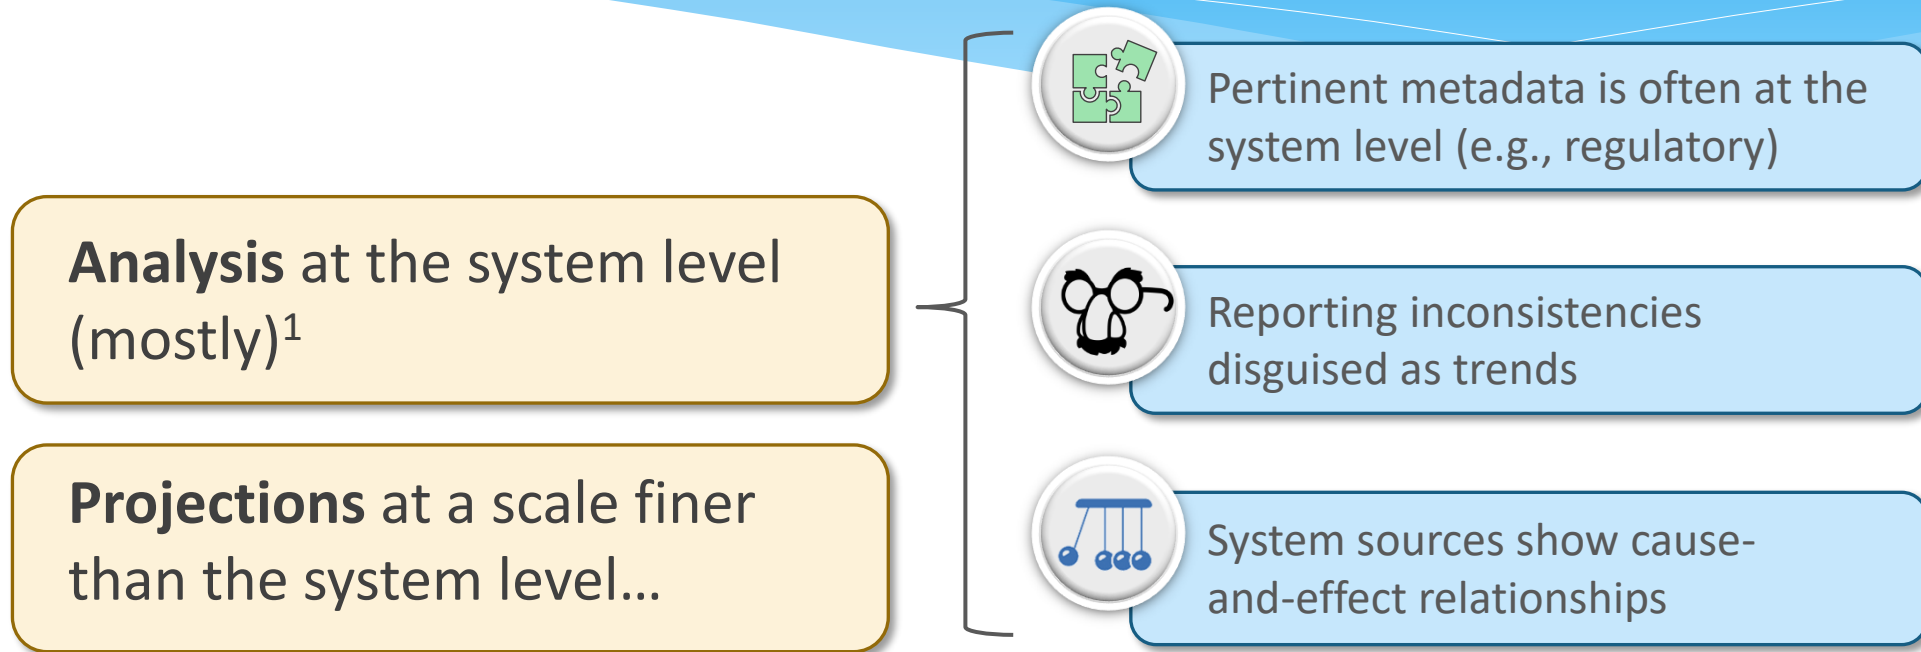 Analysis at the system level
(mostly)¹
Projections at a scale finer
than the system level…
Pertinent metadata is often at the
system level (e.g., regulatory)
Reporting inconsistencies
disguised as trends
System sources show cause-
and-effect relationships